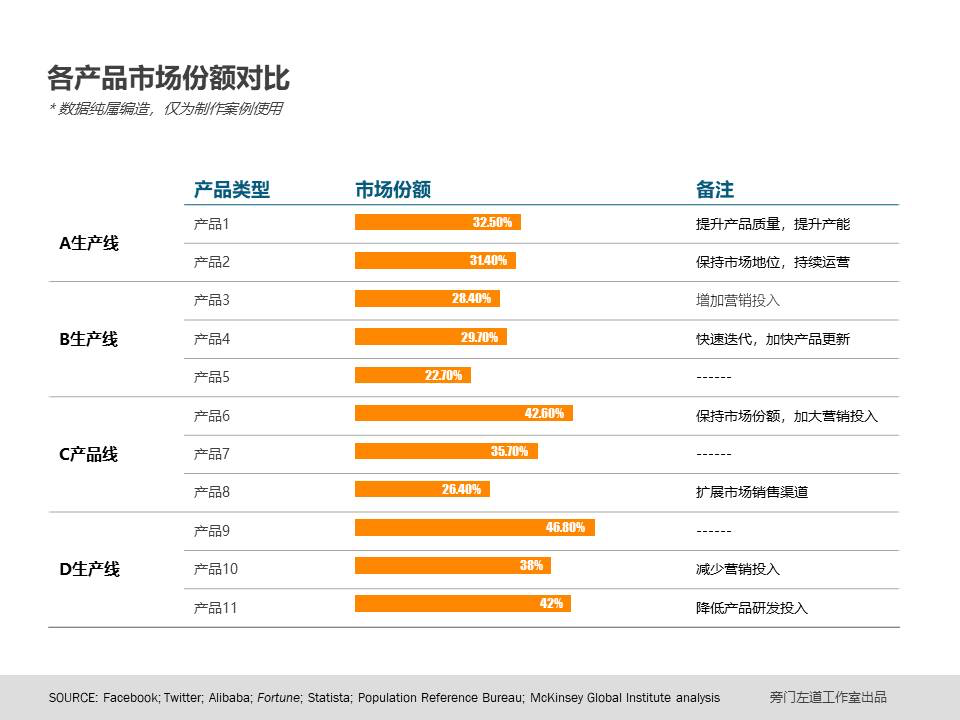 各产品市场份额对比
* 数据纯属编造，仅为制作案例使用
产品类型 市场份额 备注
A生产线
产品1 32.50% 提升产品质量，提升产能
产品2 31.40% 保持市场地位，持续运营
B生产线
产品3 28.40% 增加营销投入
产品4 29.70% 快速迭代，加快产品更新
产品5 22.70% ------
C产品线
产品6 42.60% 保持市场份额，加大营销投入
产品7 35.70% ------
产品8 26.40% 扩展市场销售渠道
D生产线
产品9 46.80% ------
产品10 38% 减少营销投入
产品11 42% 降低产品研发投入
SOURCE: Facebook; Twitter; Alibaba; Fortune; Statista; Population Reference Bureau; McKinsey Global Institute analysis 旁门左道工作室出品